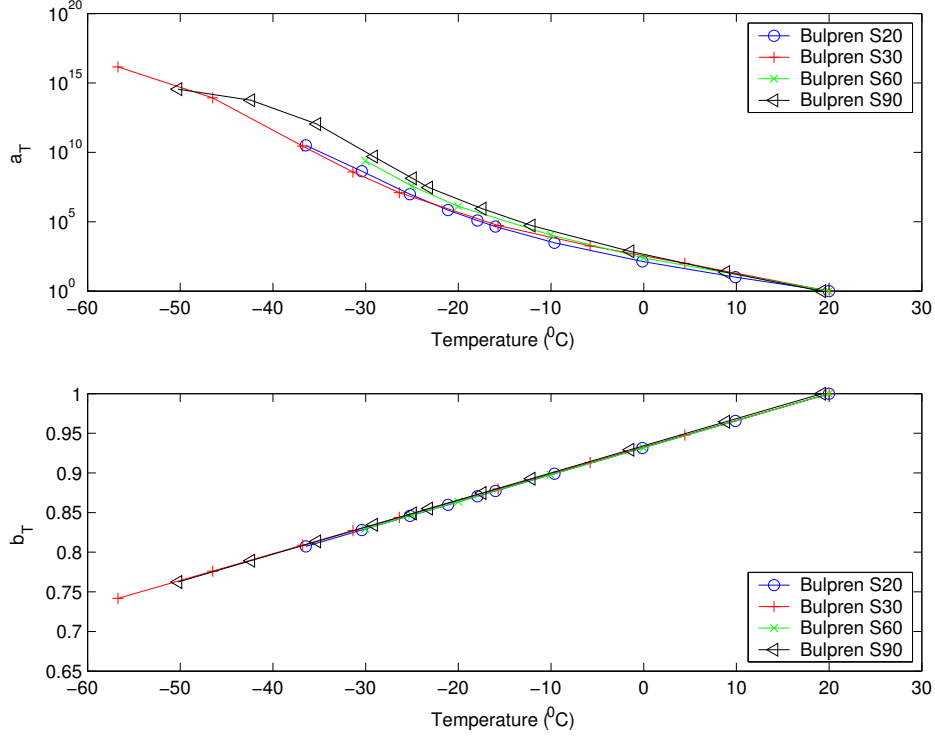 10^20
10^15
10^10
10^5
10^0
a_T
−60 −50 −40 −30 −20 −10 0 10 20 30
Temperature (^0C)
Bulpren S20
Bulpren S30
Bulpren S60
Bulpren S90
1
0.95
0.9
0.85
0.8
0.75
0.7
0.65
b_T
−60 −50 −40 −30 −20 −10 0 10 20 30
Temperature (^0C)
Bulpren S20
Bulpren S30
Bulpren S60
Bulpren S90